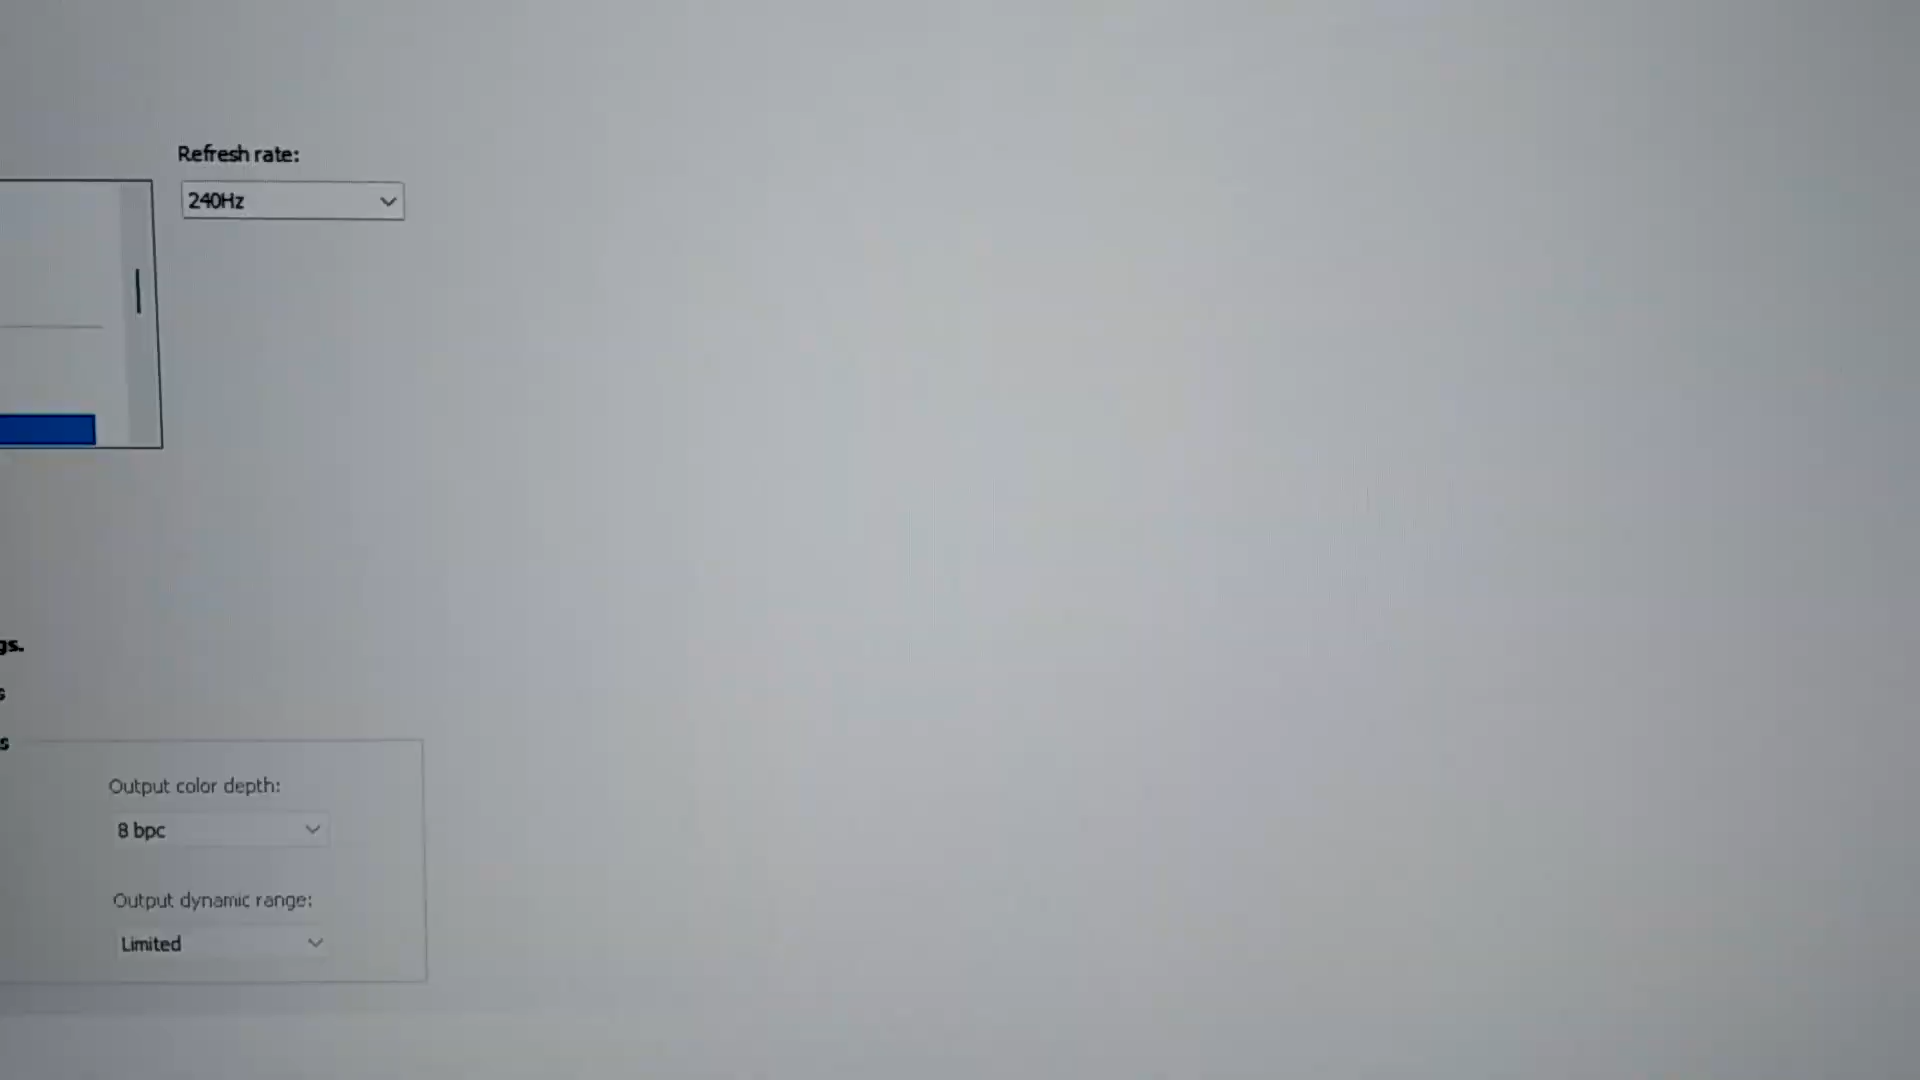 Refresh rate:
240Hz
gs.
s
s
Output color depth:
8 bpc
Output dynamic range:
Limited